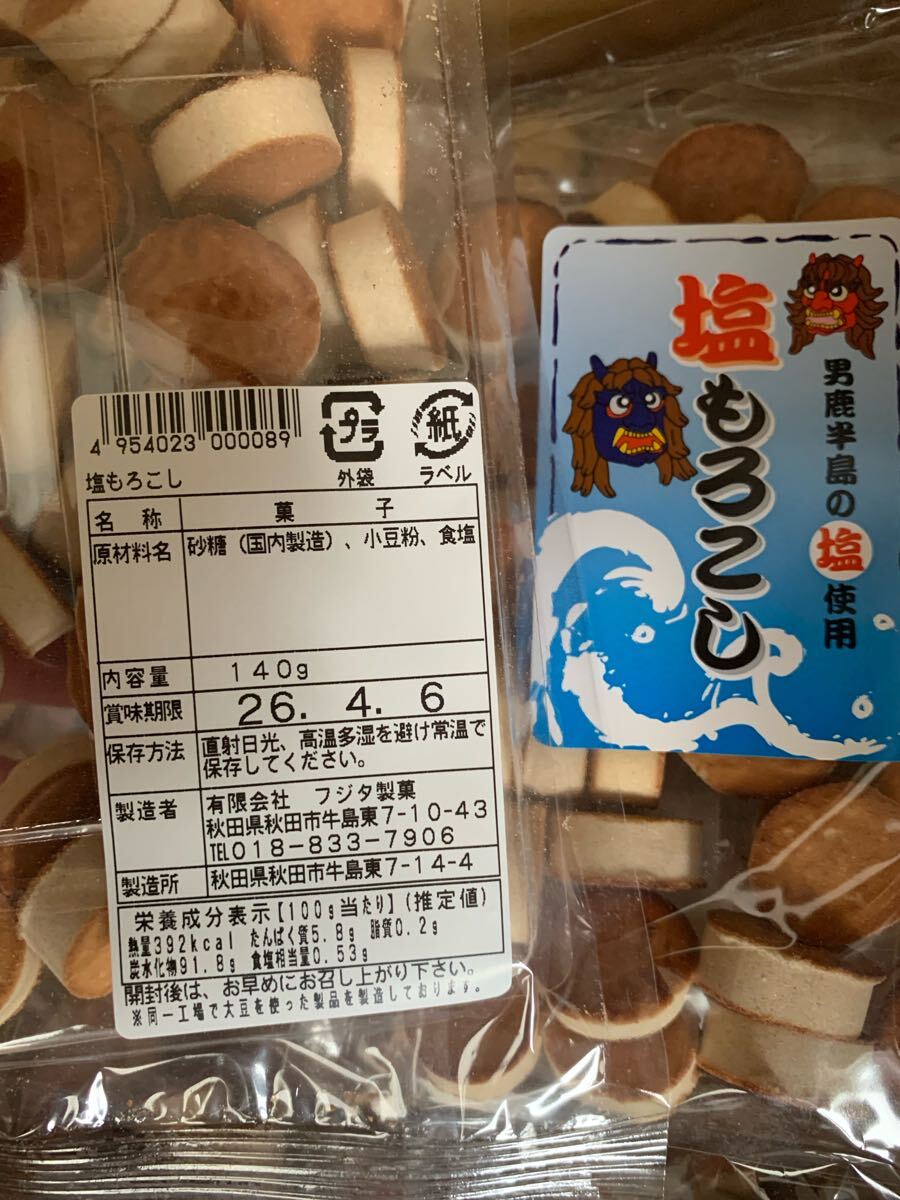 4 954023 000089
プラ
外袋
紙
ラベル
塩もろこし
名 称 菓 子
原材料名 砂糖（国内製造）、小豆粉、食塩
内容量 140g
賞味期限 26. 4. 6
保存方法 直射日光、高温多湿を避け常温で
保存してください。
製造者 有限会社 フジタ製菓
秋田県秋田市牛島東7-10-43
TEL018-833-7906
製造所 秋田県秋田市牛島東7-14-4
栄養成分表示【100g当たり】(推定値)
熱量392kcal たんぱく質5.8g 脂質0.2g
炭水化物91.8g 食塩相当量0.53g
開封後は、お早めにお召し上がり下さい。
※同一工場で大豆を使った製品を製造しております。
塩もろこし
男鹿半島の塩使用